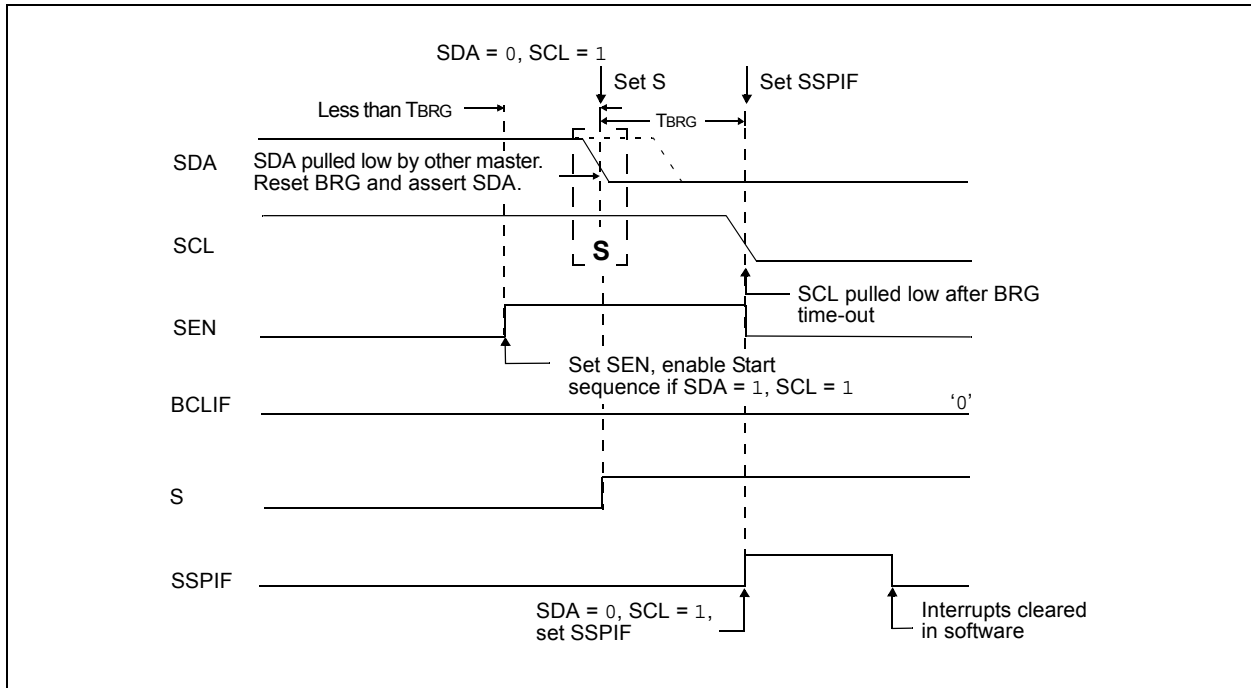 SDA = 0, SCL = 1
Set S
Set SSPIF
Less than TBRG
TBRG
SDA
SDA pulled low by other master.
Reset BRG and assert SDA.
SCL
S
SCL pulled low after BRG
time-out
SEN
Set SEN, enable Start
sequence if SDA = 1, SCL = 1
BCLIF
‘0’
S
SSPIF
SDA = 0, SCL = 1,
set SSPIF
Interrupts cleared
in software